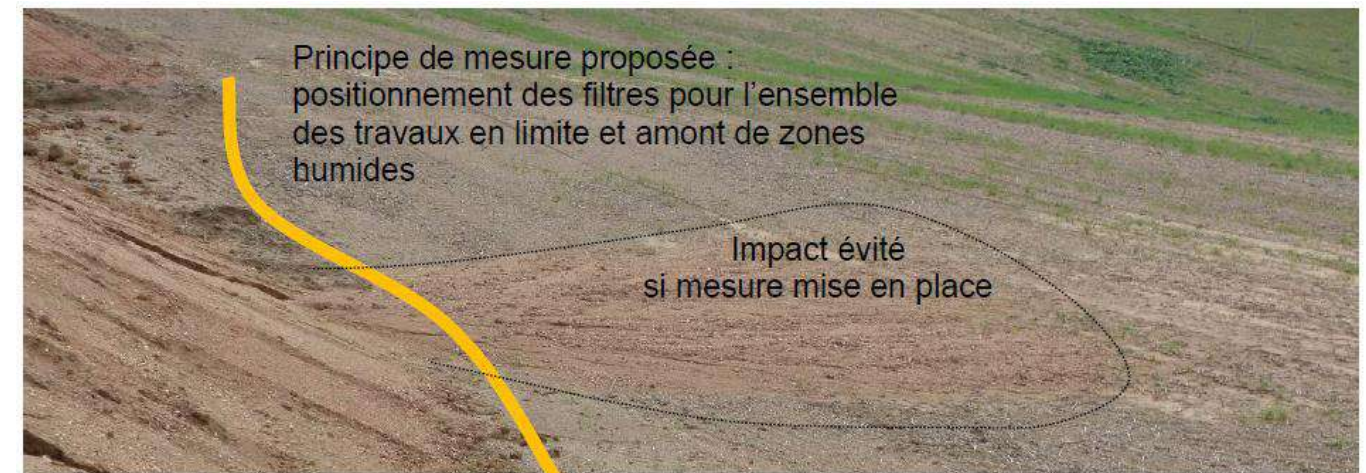 Principe de mesure proposée :
positionnement des filtres pour l'ensemble
des travaux en limite et amont de zones
humides
Impact évité
si mesure mise en place